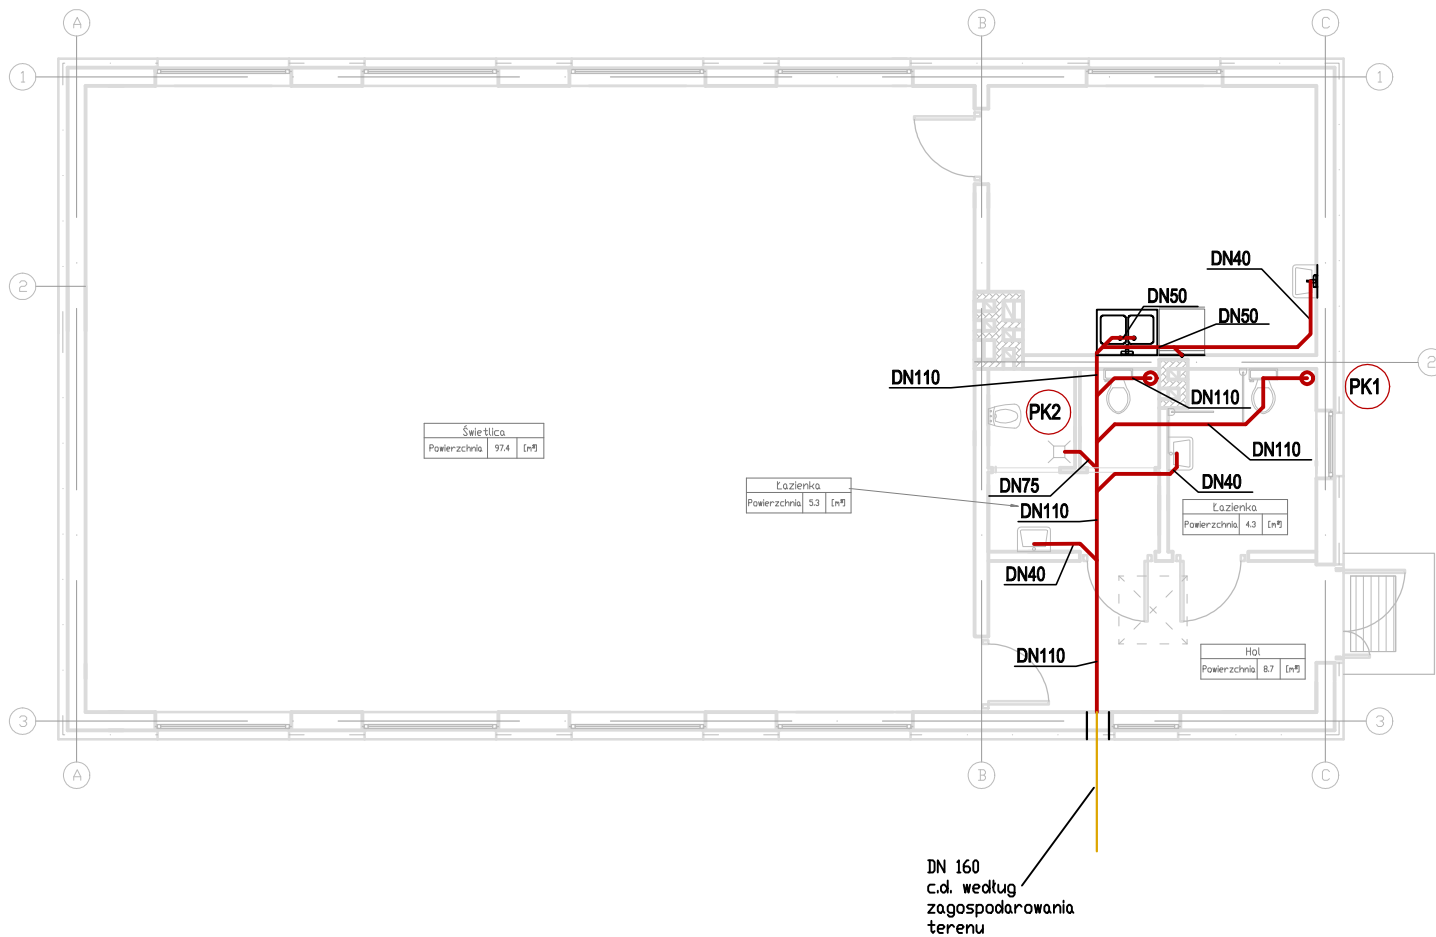 A
B
C
1
1
DN40
2
DN50
DN50
2
DN110
PK1
DN110
PK2
Świetlica
Powierzchnia 97.4 [m²]
DN110
DN75
DN40
Łazienka
Powierzchnia 5.3 [m²]
DN110
Łazienka
Powierzchnia 4.3 [m²]
DN40
Hol
Powierzchnia 8.7 [m²]
DN110
3
3
A
B
C
DN 160
c.d. według
zagospodarowania
terenu